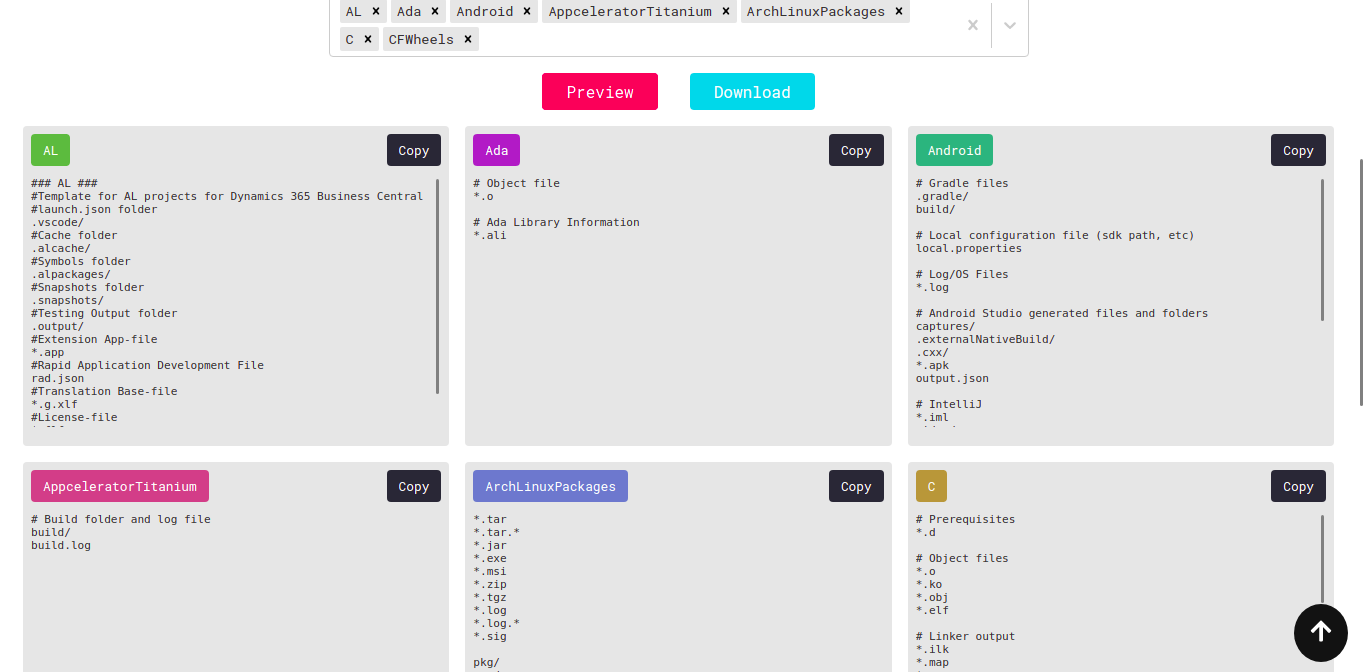 AL × Ada × Android × AppceleratorTitanium × ArchLinuxPackages ×
C × CFWheels ×
Preview Download
AL Copy
### AL ###
#Template for AL projects for Dynamics 365 Business Central
#launch.json folder
.vscode/
#Cache folder
.alcache/
#Symbols folder
.alpackages/
#Snapshots folder
.snapshots/
#Testing Output folder
.output/
#Extension App-file
*.app
#Rapid Application Development File
rad.json
#Translation Base-file
*.g.xlf
#License-file
Ada Copy
# Object file
*.o
# Ada Library Information
*.ali
Android Copy
# Gradle files
.gradle/
build/
# Local configuration file (sdk path, etc)
local.properties
# Log/OS Files
*.log
# Android Studio generated files and folders
captures/
.externalNativeBuild/
.cxx/
*.apk
output.json
# IntelliJ
*.iml
AppceleratorTitanium Copy
# Build folder and log file
build/
build.log
ArchLinuxPackages Copy
*.tar
*.tar.*
*.jar
*.exe
*.msi
*.zip
*.tgz
*.log
*.log.*
*.sig
pkg/
C Copy
# Prerequisites
*.d
# Object files
*.o
*.ko
*.obj
*.elf
# Linker output
*.ilk
*.map